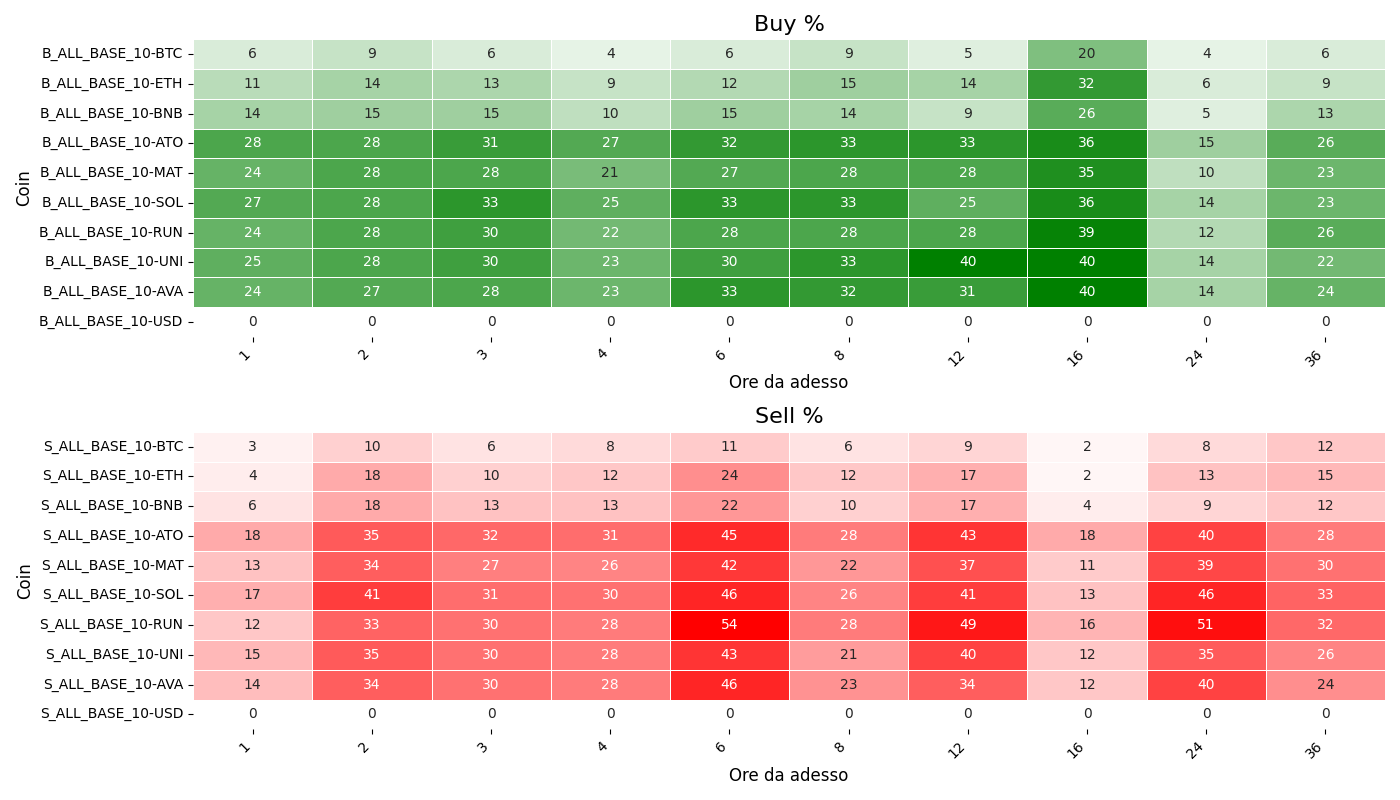 Buy %
Coin
B_ALL_BASE_10-BTC 6 9 6 4 6 9 5 20 4 6
B_ALL_BASE_10-ETH 11 14 13 9 12 15 14 32 6 9
B_ALL_BASE_10-BNB 14 15 15 10 15 14 9 26 5 13
B_ALL_BASE_10-ATO 28 28 31 27 32 33 33 36 15 26
B_ALL_BASE_10-MAT 24 28 28 21 27 28 28 35 10 23
B_ALL_BASE_10-SOL 27 28 33 25 33 33 25 36 14 23
B_ALL_BASE_10-RUN 24 28 30 22 28 28 28 39 12 26
B_ALL_BASE_10-UNI 25 28 30 23 30 33 40 40 14 22
B_ALL_BASE_10-AVA 24 27 28 23 33 32 31 40 14 24
B_ALL_BASE_10-USD 0 0 0 0 0 0 0 0 0 0
1 2 3 4 6 8 12 16 24 36
Ore da adesso
Sell %
Coin
S_ALL_BASE_10-BTC 3 10 6 8 11 6 9 2 8 12
S_ALL_BASE_10-ETH 4 18 10 12 24 12 17 2 13 15
S_ALL_BASE_10-BNB 6 18 13 13 22 10 17 4 9 12
S_ALL_BASE_10-ATO 18 35 32 31 45 28 43 18 40 28
S_ALL_BASE_10-MAT 13 34 27 26 42 22 37 11 39 30
S_ALL_BASE_10-SOL 17 41 31 30 46 26 41 13 46 33
S_ALL_BASE_10-RUN 12 33 30 28 54 28 49 16 51 32
S_ALL_BASE_10-UNI 15 35 30 28 43 21 40 12 35 26
S_ALL_BASE_10-AVA 14 34 30 28 46 23 34 12 40 24
S_ALL_BASE_10-USD 0 0 0 0 0 0 0 0 0 0
1 2 3 4 6 8 12 16 24 36
Ore da adesso